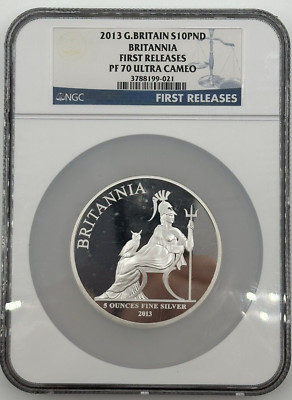 2013 G.BRITAIN S10PND
BRITANNIA
FIRST RELEASES
PF 70 ULTRA CAMEO
3788199-021
NGC
FIRST RELEASES
BRITANNIA
5 OUNCES FINE SILVER
2013